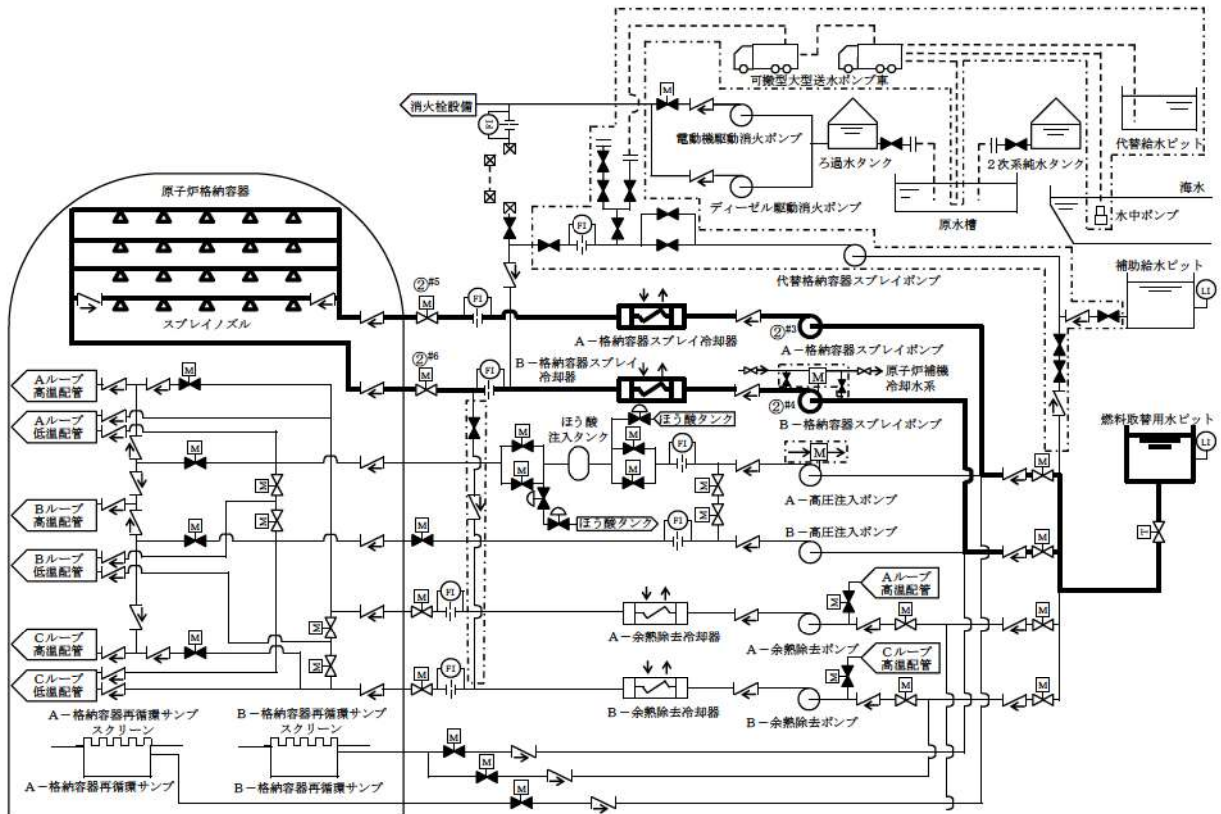 可搬型大型送水ポンプ車
消火栓設備
M
FI
電動機駆動消火ポンプ
ろ過水タンク
2次系純水タンク
代替給水ピット
ディーゼル駆動消火ポンプ
原水槽
海水
水中ポンプ
FI
代替格納容器スプレイポンプ
補助給水ピット
LI
原子炉格納容器
スプレイノズル
②#5
M
FI
A-格納容器スプレイ冷却器
②#3
A-格納容器スプレイポンプ
②#6
M
FI
B-格納容器スプレイ
冷却器
M
原子炉補機
冷却水系
②#4
B-格納容器スプレイポンプ
燃料取替用水ピット
LI
Aループ
高温配管
M
Aループ
低温配管
M
M
ほう酸
注入タンク
M
M
ほう酸タンク
M
M
FI
M
A-高圧注入ポンプ
M
M
M
M
ほう酸タンク
Bループ
高温配管
M
M
M
FI
B-高圧注入ポンプ
M
T
Bループ
低温配管
M
FI
A-余熱除去冷却器
Aループ
高温配管
M
M
A-余熱除去ポンプ
M
M
M
Cループ
高温配管
M
Cループ
低温配管
M
FI
B-余熱除去冷却器
Cループ
高温配管
M
M
B-余熱除去ポンプ
M
A-格納容器再循環サンプ
スクリーン
B-格納容器再循環サンプ
スクリーン
M
M
A-格納容器再循環サンプ
B-格納容器再循環サンプ
M